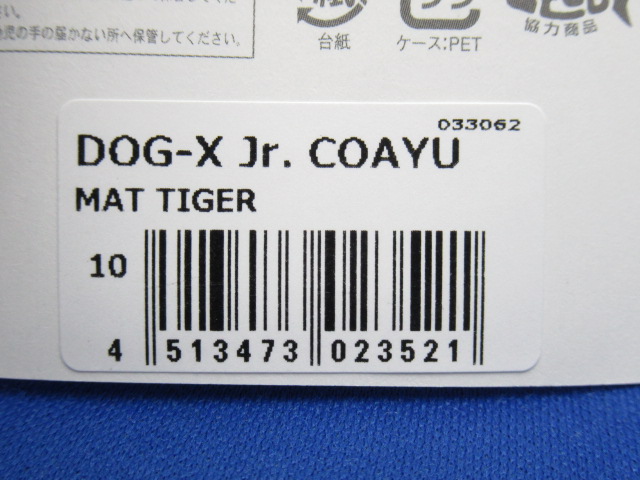 児の手の届かない所へ保管してください。
台紙
ケース:PET
協力商品
033062
DOG-X Jr. COAYU
MAT TIGER
10
4 513473 023521